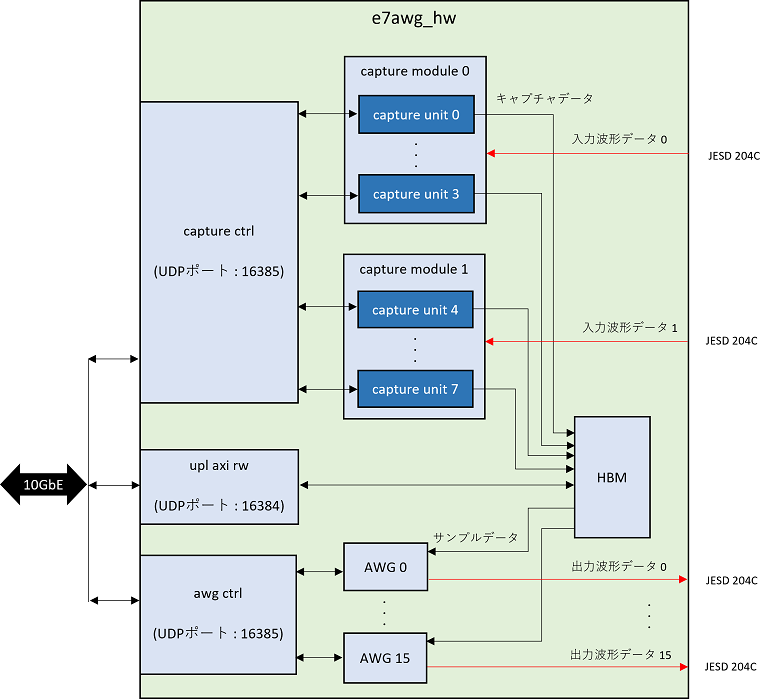 e7awg_hw
capture module 0
キャプチャデータ
capture unit 0
入力波形データ 0
JESD 204C
capture unit 3
capture ctrl
(UDPポート : 16385)
capture module 1
capture unit 4
入力波形データ 1
JESD 204C
capture unit 7
upl axi rw
10GbE
HBM
(UDPポート : 16384)
サンプルデータ
AWG 0
出力波形データ 0
JESD 204C
awg ctrl
(UDPポート : 16385)
AWG 15
出力波形データ 15
JESD 204C